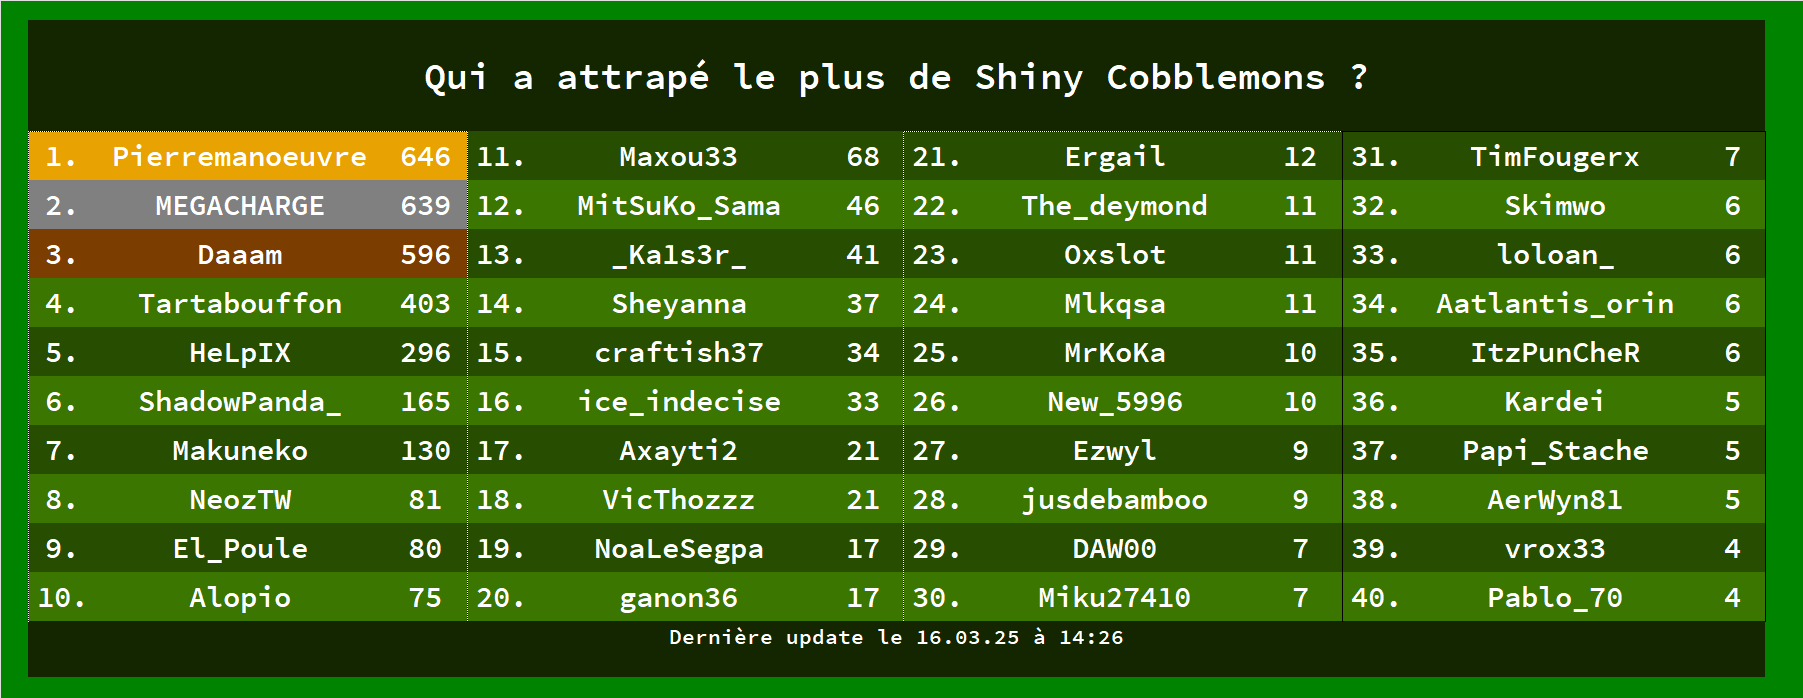 Qui a attrapé le plus de Shiny Cobblemons ?
1. Pierremanoeuvre 646
2. MEGACHARGE 639
3. Daaam 596
4. Tartabouffon 403
5. HeLpIX 296
6. ShadowPanda_ 165
7. Makuneko 130
8. NeozTW 81
9. El_Poule 80
10. Alopio 75
11. Maxou33 68
12. MitSuKo_Sama 46
13. _Ka1s3r_ 41
14. Sheyanna 37
15. craftish37 34
16. ice_indecise 33
17. Axayti2 21
18. VicThozzz 21
19. NoaLeSegpa 17
20. ganon36 17
21. Ergail 12
22. The_deymond 11
23. Oxslot 11
24. Mlkqsa 11
25. MrKoKa 10
26. New_5996 10
27. Ezwyl 9
28. jusdebamboo 9
29. DAW00 7
30. Miku27410 7
31. TimFougerx 7
32. Skimwo 6
33. loloan_ 6
34. Aatlantis_orin 6
35. ItzPunCheR 6
36. Kardei 5
37. Papi_Stache 5
38. AerWyn81 5
39. vrox33 4
40. Pablo_70 4
Dernière update le 16.03.25 à 14:26